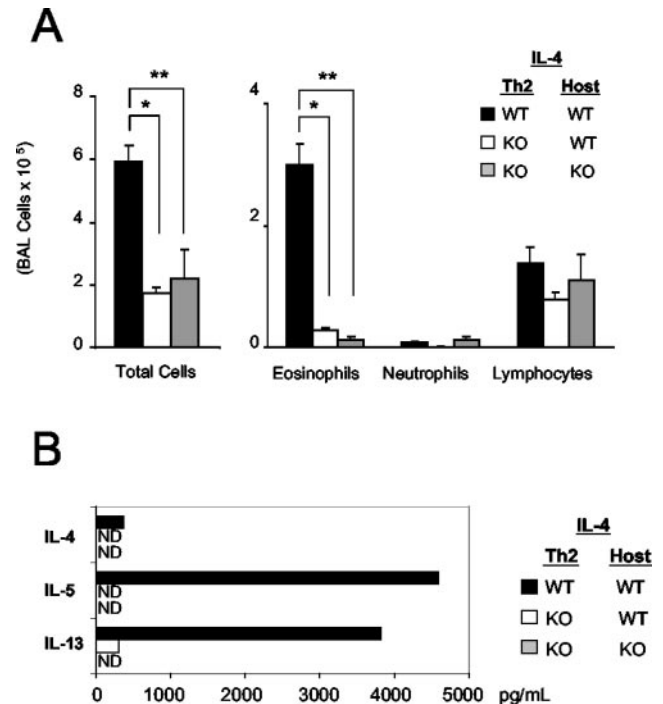 A
(BAL Cells x 10 5)
8
6
4
2
0
**
*
Total Cells
4
2
0
**
*
Eosinophils Neutrophils Lymphocytes
IL-4
Th2 Host
WT WT
KO WT
KO KO
B
IL-4
ND
ND
IL-5
ND
ND
IL-13
ND
0 1000 2000 3000 4000 5000 pg/mL
IL-4
Th2 Host
WT WT
KO WT
KO KO